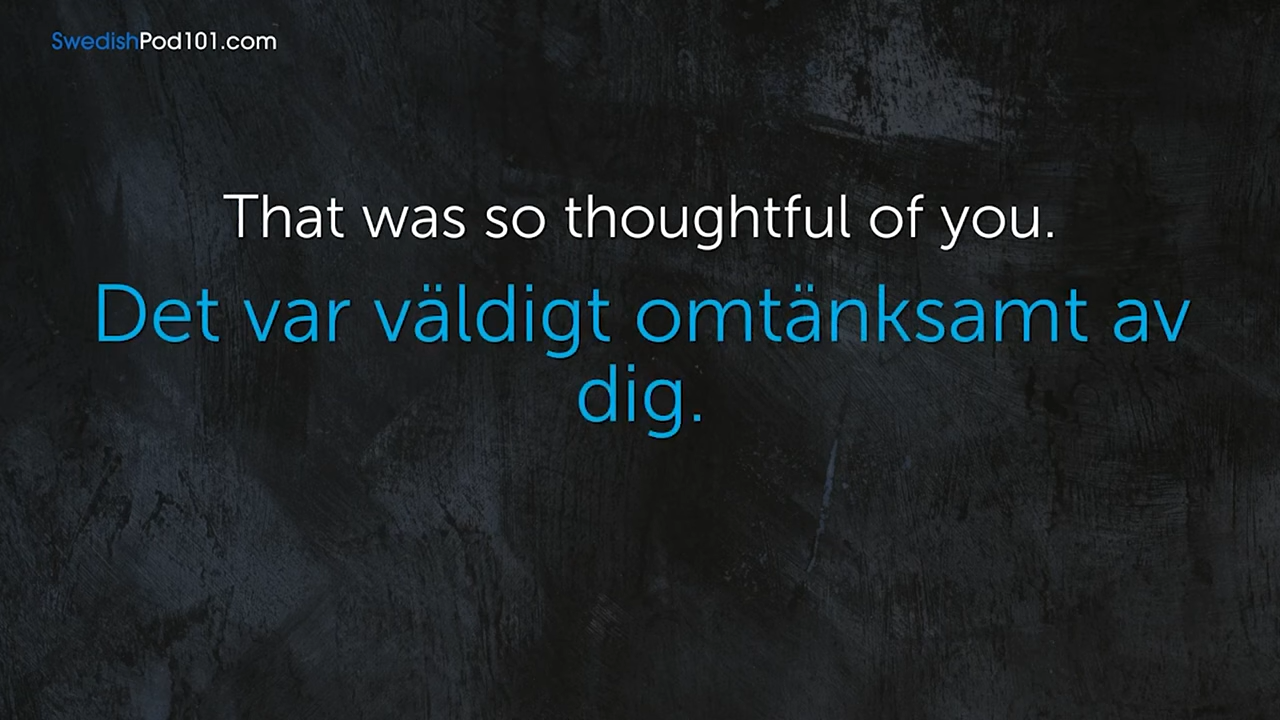 SwedishPod101.com
That was so thoughtful of you.
Det var väldigt omtänksamt av
dig.